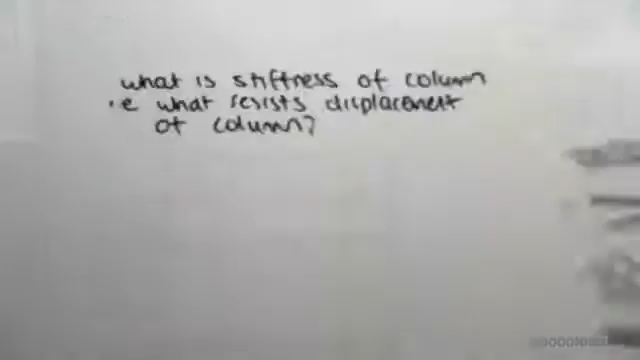 what is stiffness of column
i.e what resists displacement
of column?